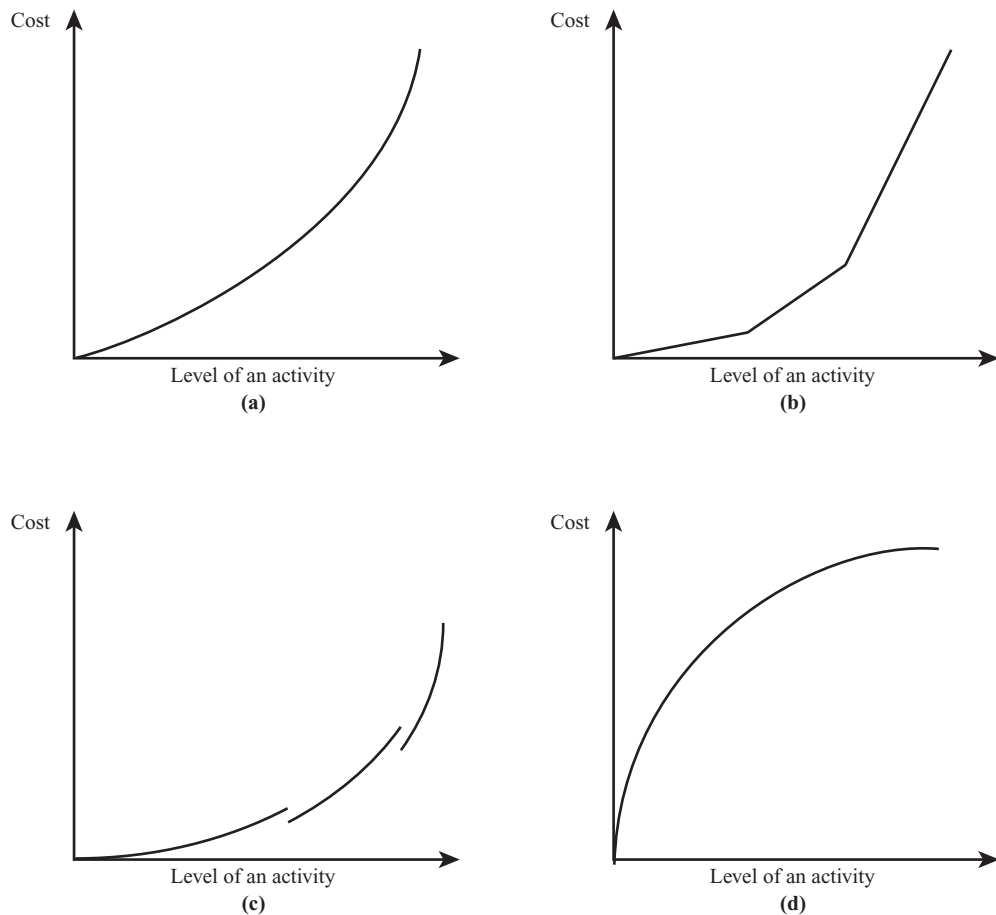 Cost
Cost
Level of an activity
Level of an activity
(a)
(b)
Cost
Cost
Level of an activity
Level of an activity
(c)
(d)